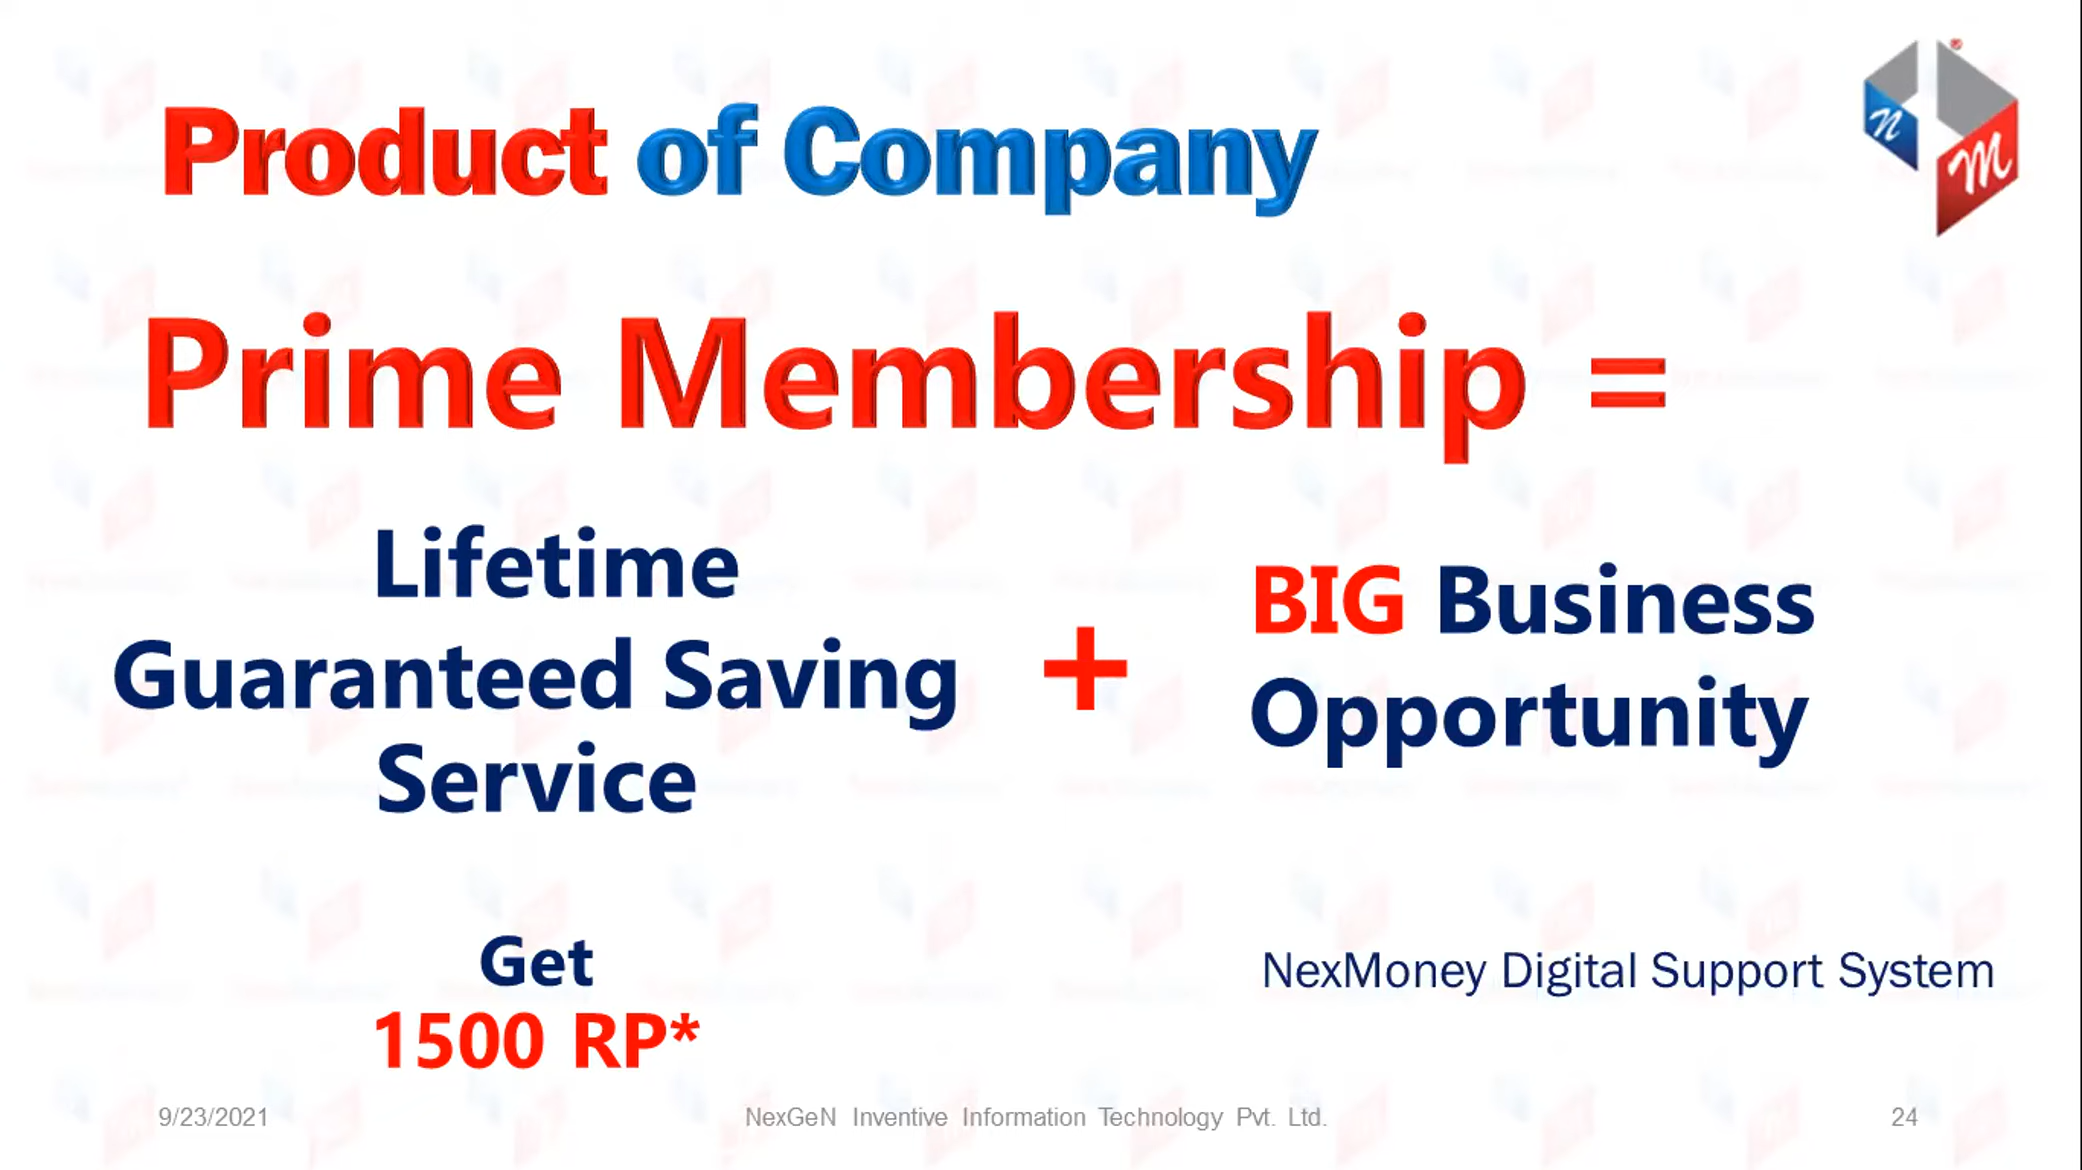 Product of Company
n
M
Prime Membership =
Lifetime
Guaranteed Saving
Service
+
BIG Business
Opportunity
Get
1500 RP*
NexMoney Digital Support System
9/23/2021
NexGeN Inventive Information Technology Pvt. Ltd.
24